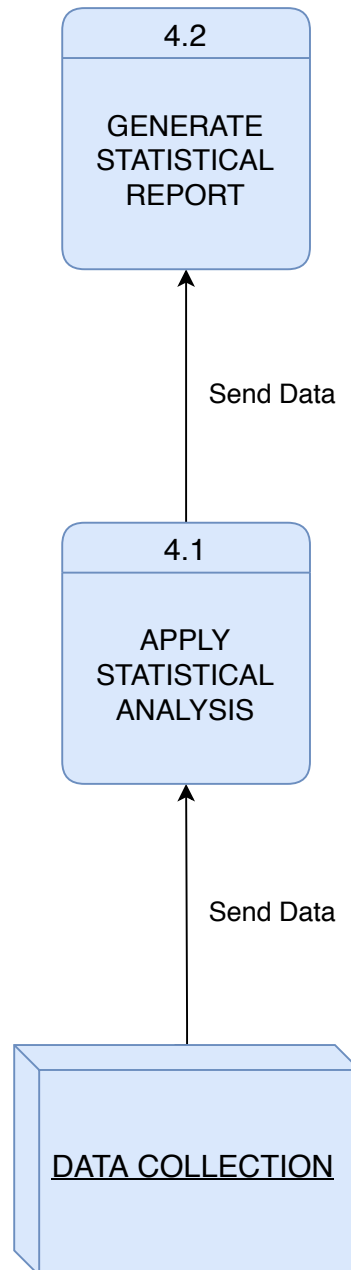 4.2
GENERATE
STATISTICAL
REPORT
Send Data
4.1
APPLY
STATISTICAL
ANALYSIS
Send Data
DATA COLLECTION